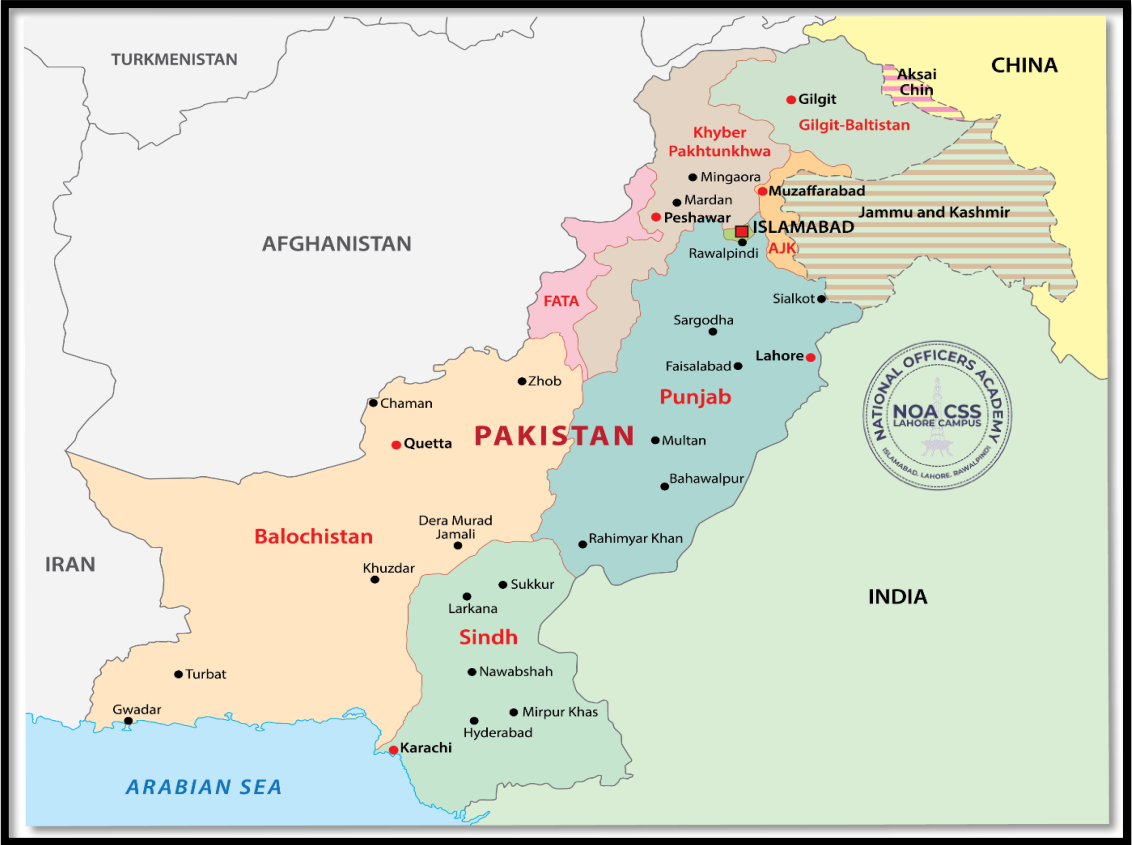 TURKMENISTAN
CHINA
Aksai
Chin
Gilgit
Gilgit-Baltistan
Khyber
Pakhtunkhwa
Mingaora
Muzaffarabad
Mardan
Jammu and Kashmir
Peshawar
ISLAMABAD
AFGHANISTAN
AJK
Rawalpindi
FATA
Sialkot
Sargodha
Lahore
Faisalabad
Zhob
Punjab
Chaman
NATIONAL OFFICERS ACADEMY
NOA CSS
LAHORE CAMPUS
ISLAMABAD, LAHORE, RAWALPINDI
PAKISTAN
Quetta
Multan
Bahawalpur
Dera Murad
Jamali
Balochistan
Rahimyar Khan
IRAN
Khuzdar
Sukkur
INDIA
Larkana
Sindh
Turbat
Nawabshah
Gwadar
Mirpur Khas
Hyderabad
Karachi
ARABIAN SEA